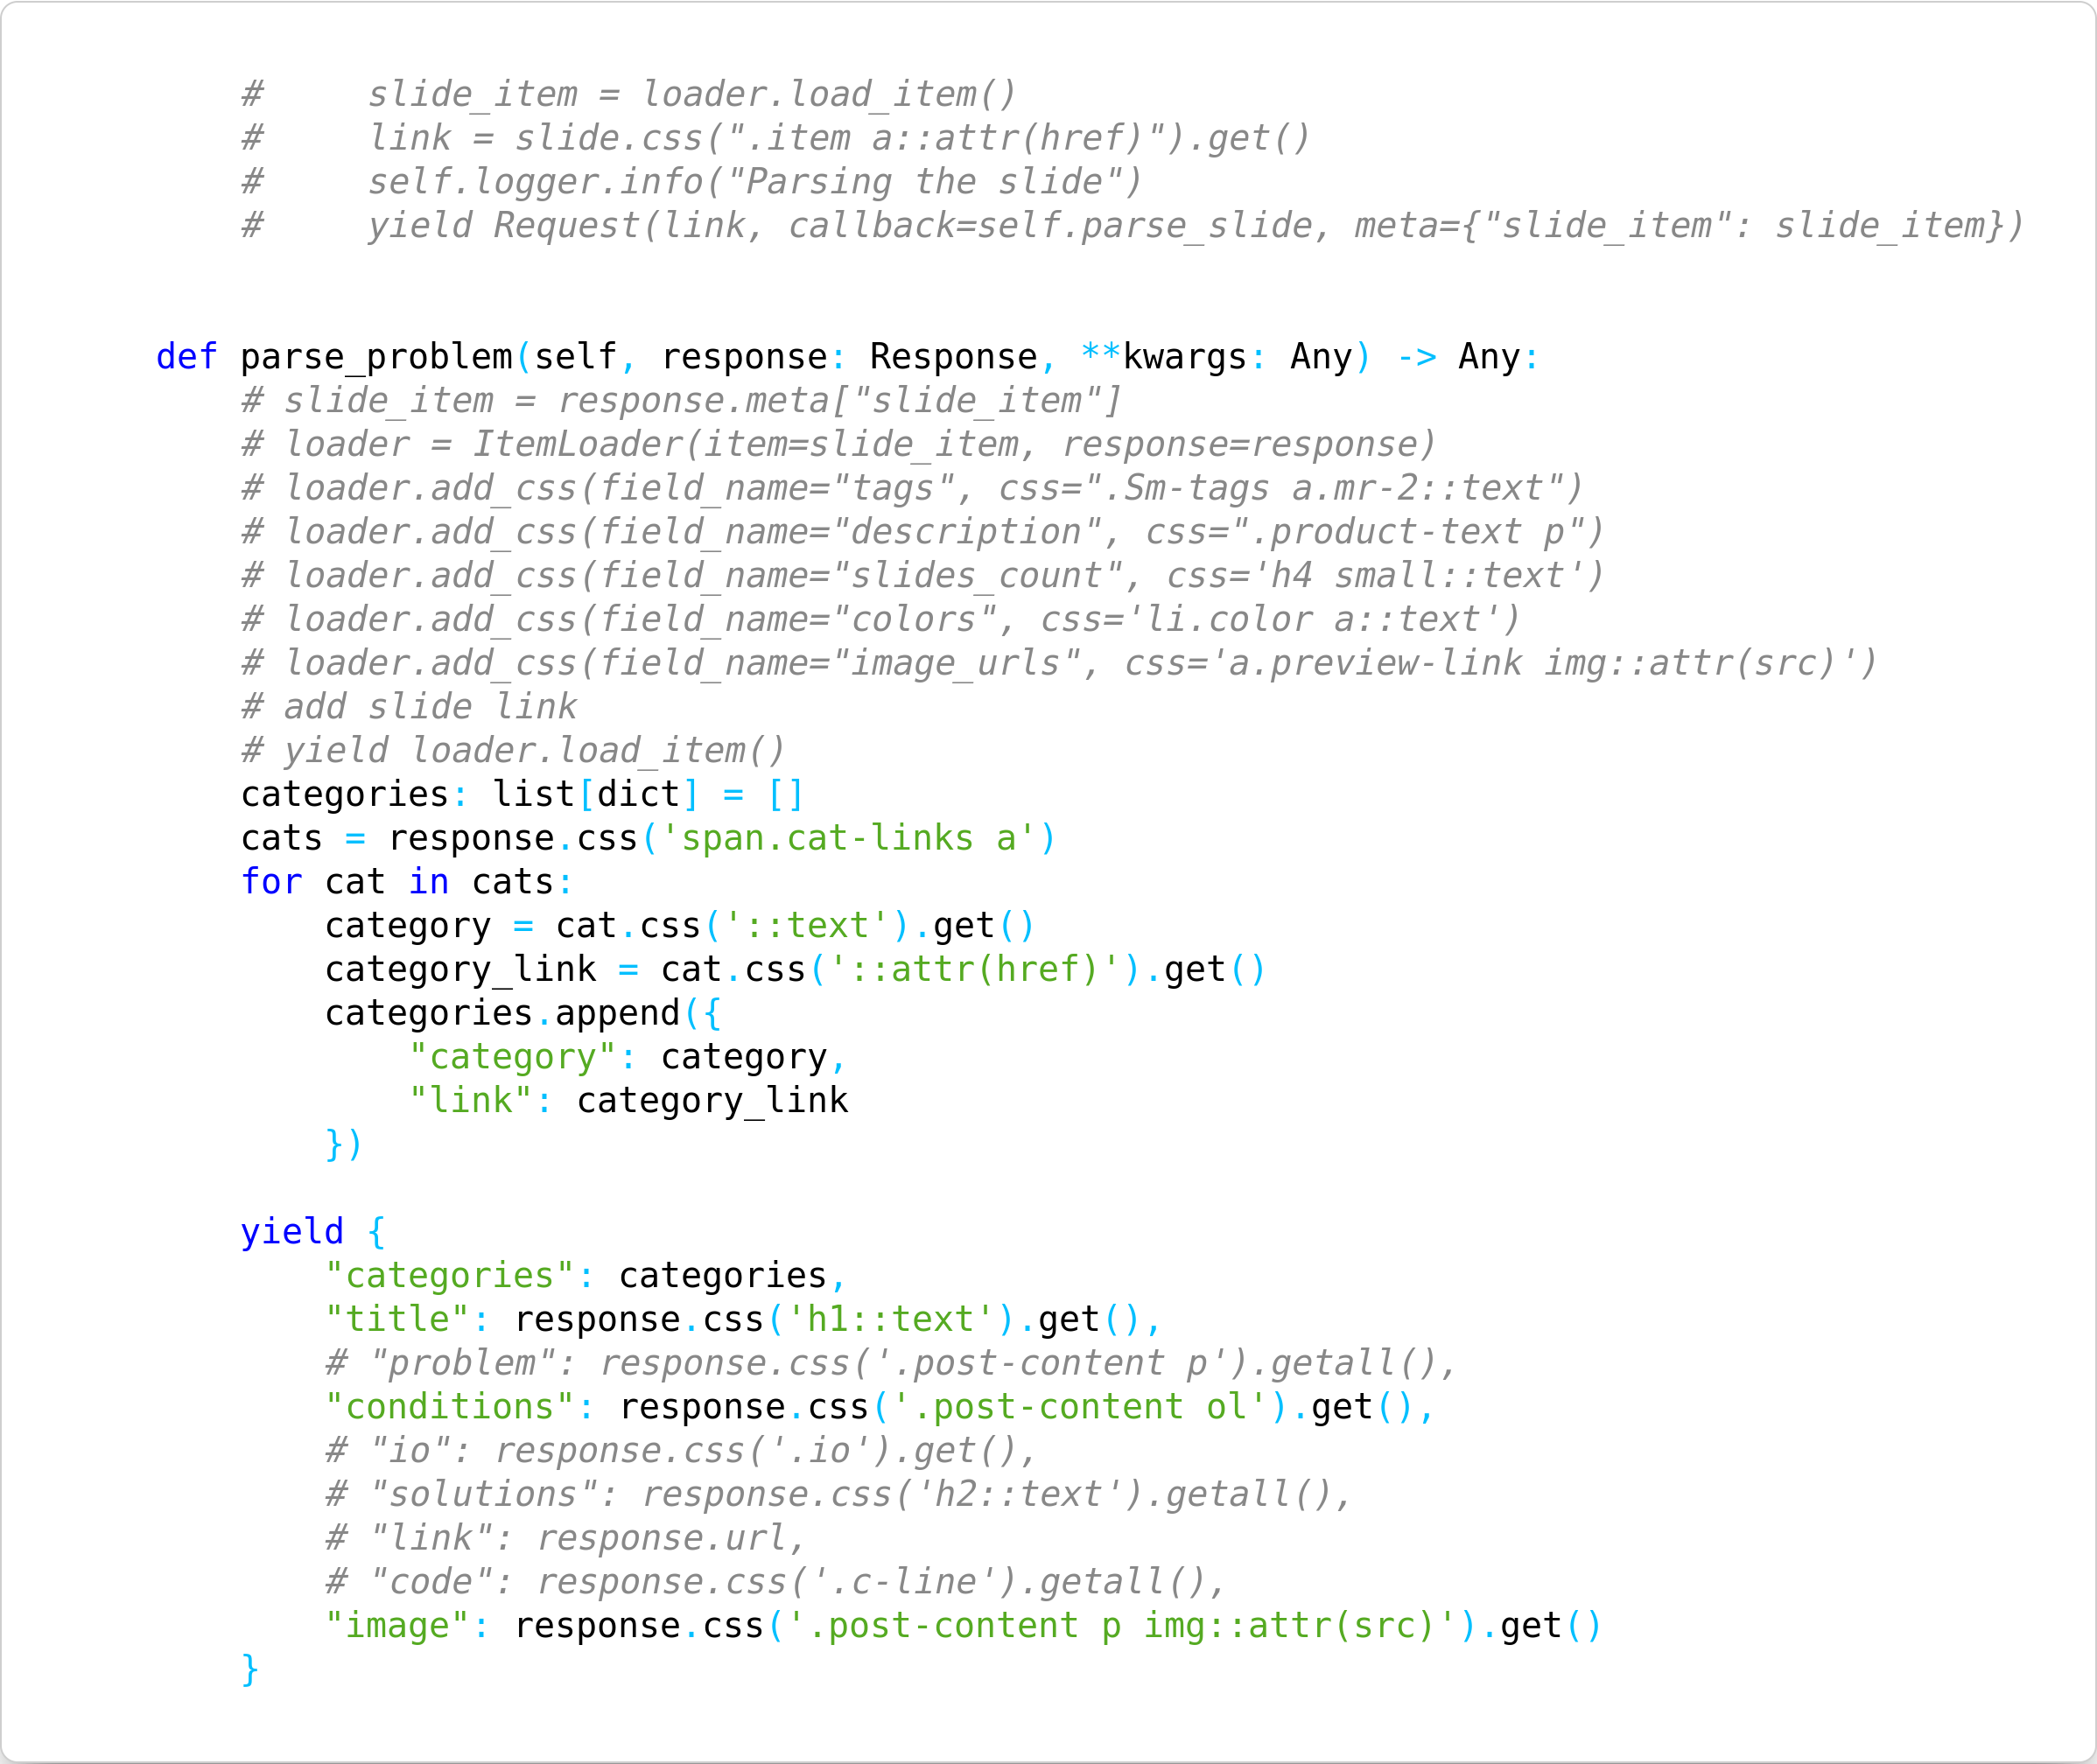 #     slide_item = loader.load_item()
#     link = slide.css(".item a::attr(href)").get()
#     self.logger.info("Parsing the slide")
#     yield Request(link, callback=self.parse_slide, meta={"slide_item": slide_item})
def parse_problem(self, response: Response, **kwargs: Any) -> Any:
    # slide_item = response.meta["slide_item"]
    # loader = ItemLoader(item=slide_item, response=response)
    # loader.add_css(field_name="tags", css=".Sm-tags a.mr-2::text")
    # loader.add_css(field_name="description", css=".product-text p")
    # loader.add_css(field_name="slides_count", css='h4 small::text')
    # loader.add_css(field_name="colors", css='li.color a::text')
    # loader.add_css(field_name="image_urls", css='a.preview-link img::attr(src)')
    # add slide link
    # yield loader.load_item()
    categories: list[dict] = []
    cats = response.css('span.cat-links a')
    for cat in cats:
        category = cat.css('::text').get()
        category_link = cat.css('::attr(href)').get()
        categories.append({
            "category": category,
            "link": category_link
        })
    yield {
        "categories": categories,
        "title": response.css('h1::text').get(),
        # "problem": response.css('.post-content p').getall(),
        "conditions": response.css('.post-content ol').get(),
        # "io": response.css('.io').get(),
        # "solutions": response.css('h2::text').getall(),
        # "link": response.url,
        # "code": response.css('.c-line').getall(),
        "image": response.css('.post-content p img::attr(src)').get()
    }